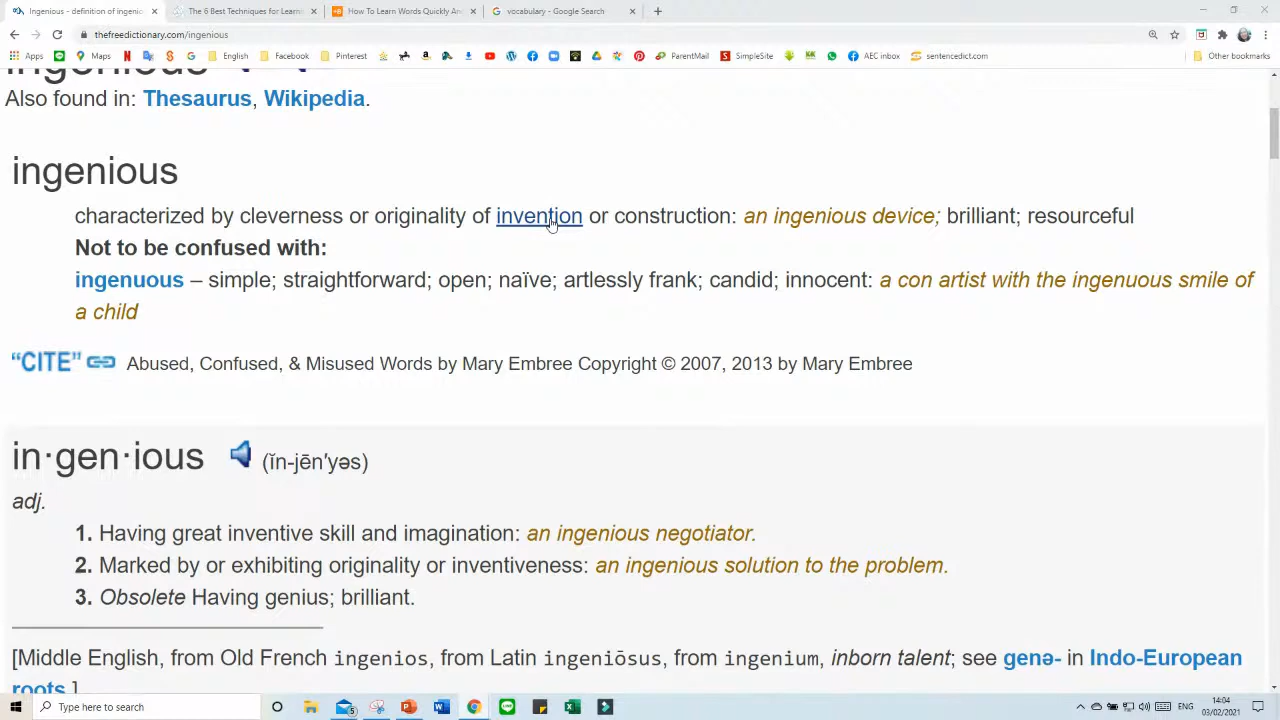 Ingenious - definition of ingenious
The 6 Best Techniques for Learni
How To Learn Words Quickly An
vocabulary - Google Search
thefreedictionary.com/ingenious
Apps
Maps
English
Facebook
Pinterest
ParentMail
SimpleSite
AEC inbox
sentencedict.com
Other bookmarks
ingenious
Also found in: Thesaurus, Wikipedia.
ingenious
characterized by cleverness or originality of invention or construction: an ingenious device; brilliant; resourceful
Not to be confused with:
ingenuous – simple; straightforward; open; naïve; artlessly frank; candid; innocent: a con artist with the ingenuous smile of
a child
“CITE” Abused, Confused, & Misused Words by Mary Embree Copyright © 2007, 2013 by Mary Embree
in·gen·ious (ĭn-jēn′yəs)
adj.
1. Having great inventive skill and imagination: an ingenious negotiator.
2. Marked by or exhibiting originality or inventiveness: an ingenious solution to the problem.
3. Obsolete Having genius; brilliant.
[Middle English, from Old French ingenios, from Latin ingeniōsus, from ingenium, inborn talent; see genə- in Indo-European
roots.]
Type here to search
ENG
14:04
03/02/2021